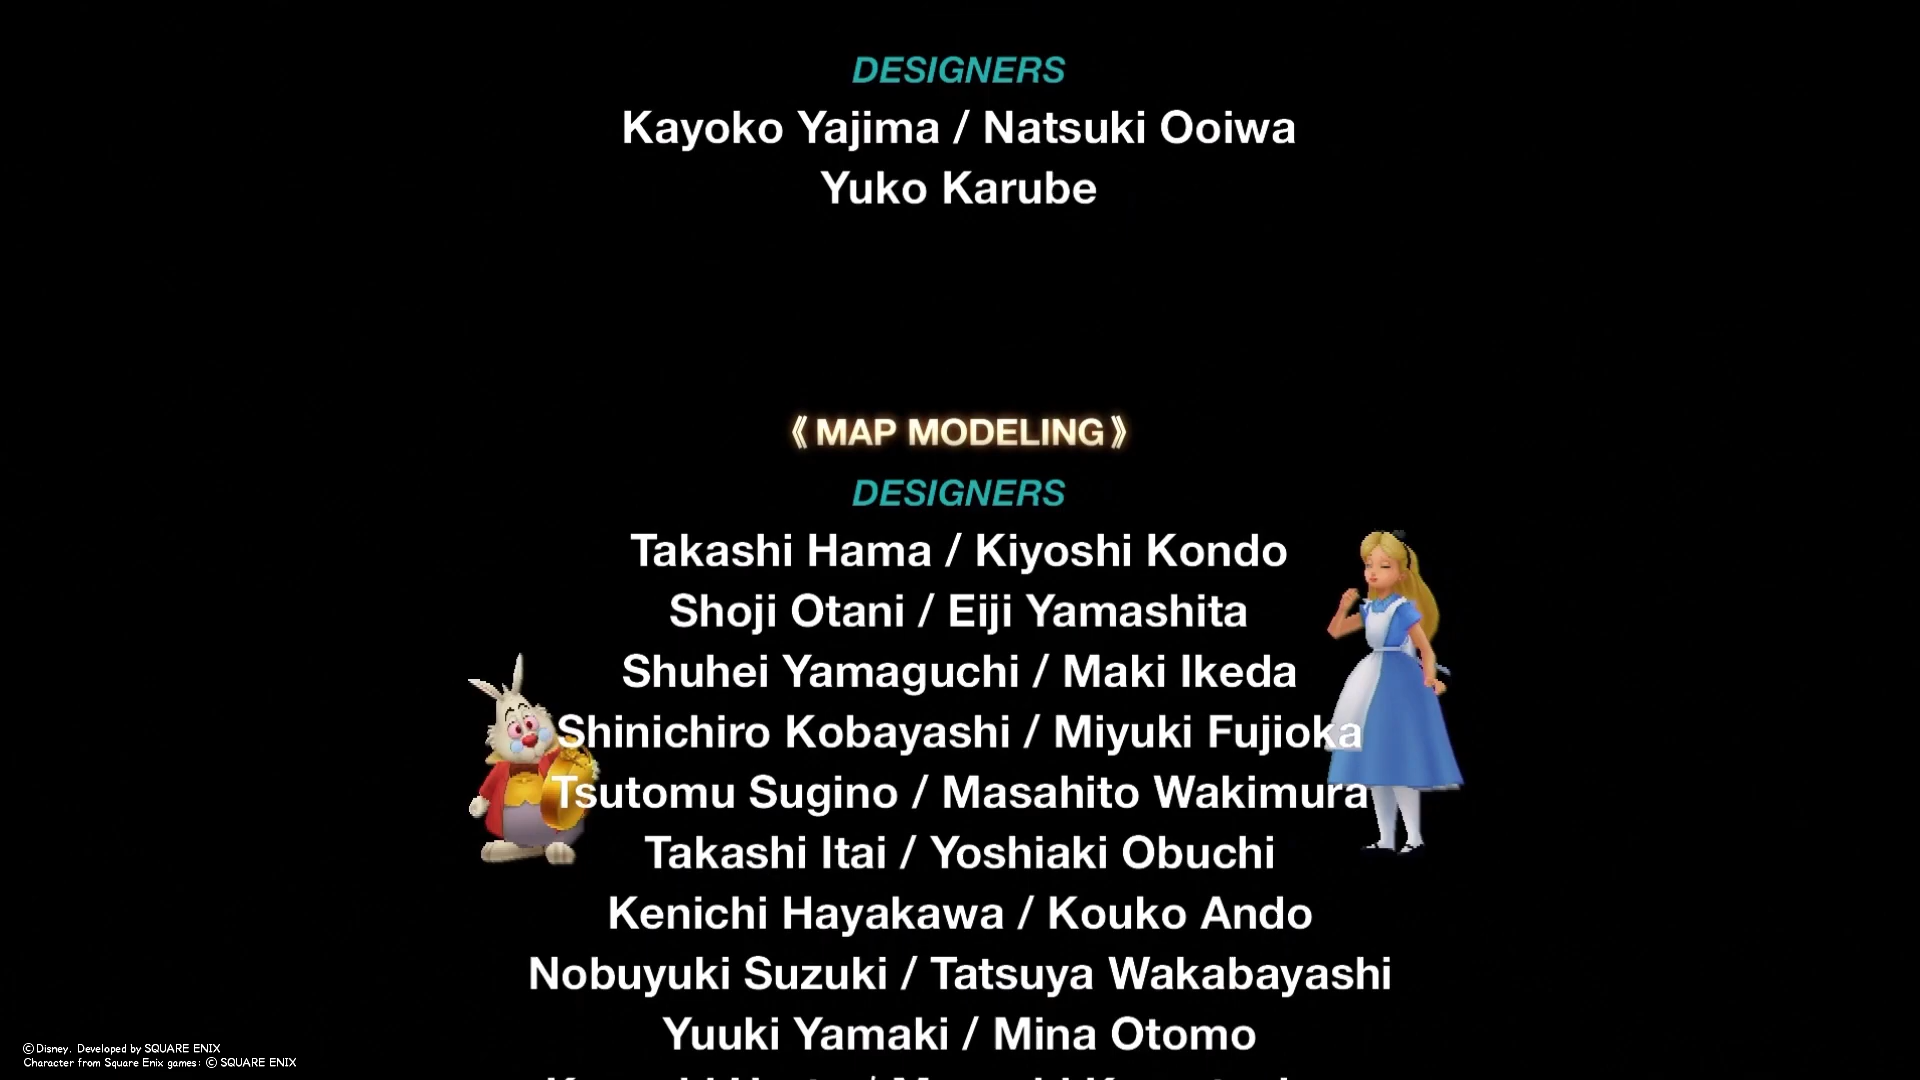 DESIGNERS
Kayoko Yajima / Natsuki Ooiwa
Yuko Karube
《MAP MODELING》
DESIGNERS
Takashi Hama / Kiyoshi Kondo
Shoji Otani / Eiji Yamashita
Shuhei Yamaguchi / Maki Ikeda
Shinichiro Kobayashi / Miyuki Fujioka
Tsutomu Sugino / Masahito Wakimura
Takashi Itai / Yoshiaki Obuchi
Kenichi Hayakawa / Kouko Ando
Nobuyuki Suzuki / Tatsuya Wakabayashi
Yuuki Yamaki / Mina Otomo
©Disney. Developed by SQUARE ENIX
Character from Square Enix games: © SQUARE ENIX